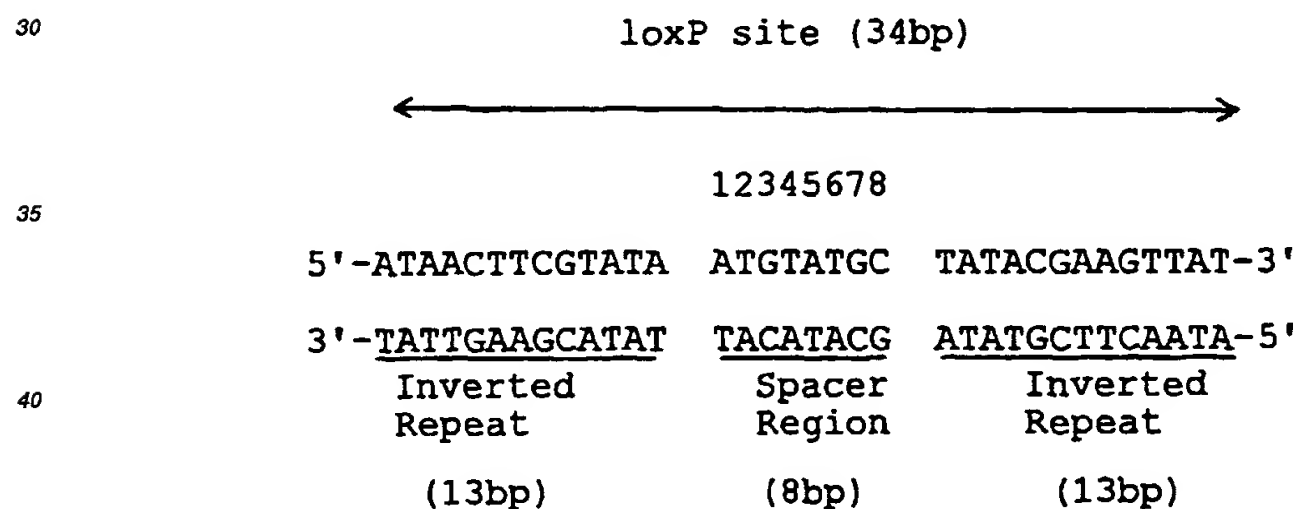 30 loxP site (34bp)
12345678
35
5'-ATAACTTCGTATA ATGTATGC TATACGAAGTTAT-3'
3'-TATTGAAGCATAT TACATACG ATATGCTTCAATA-5'
Inverted Spacer Inverted
40
Repeat Region Repeat
(13bp) (8bp) (13bp)